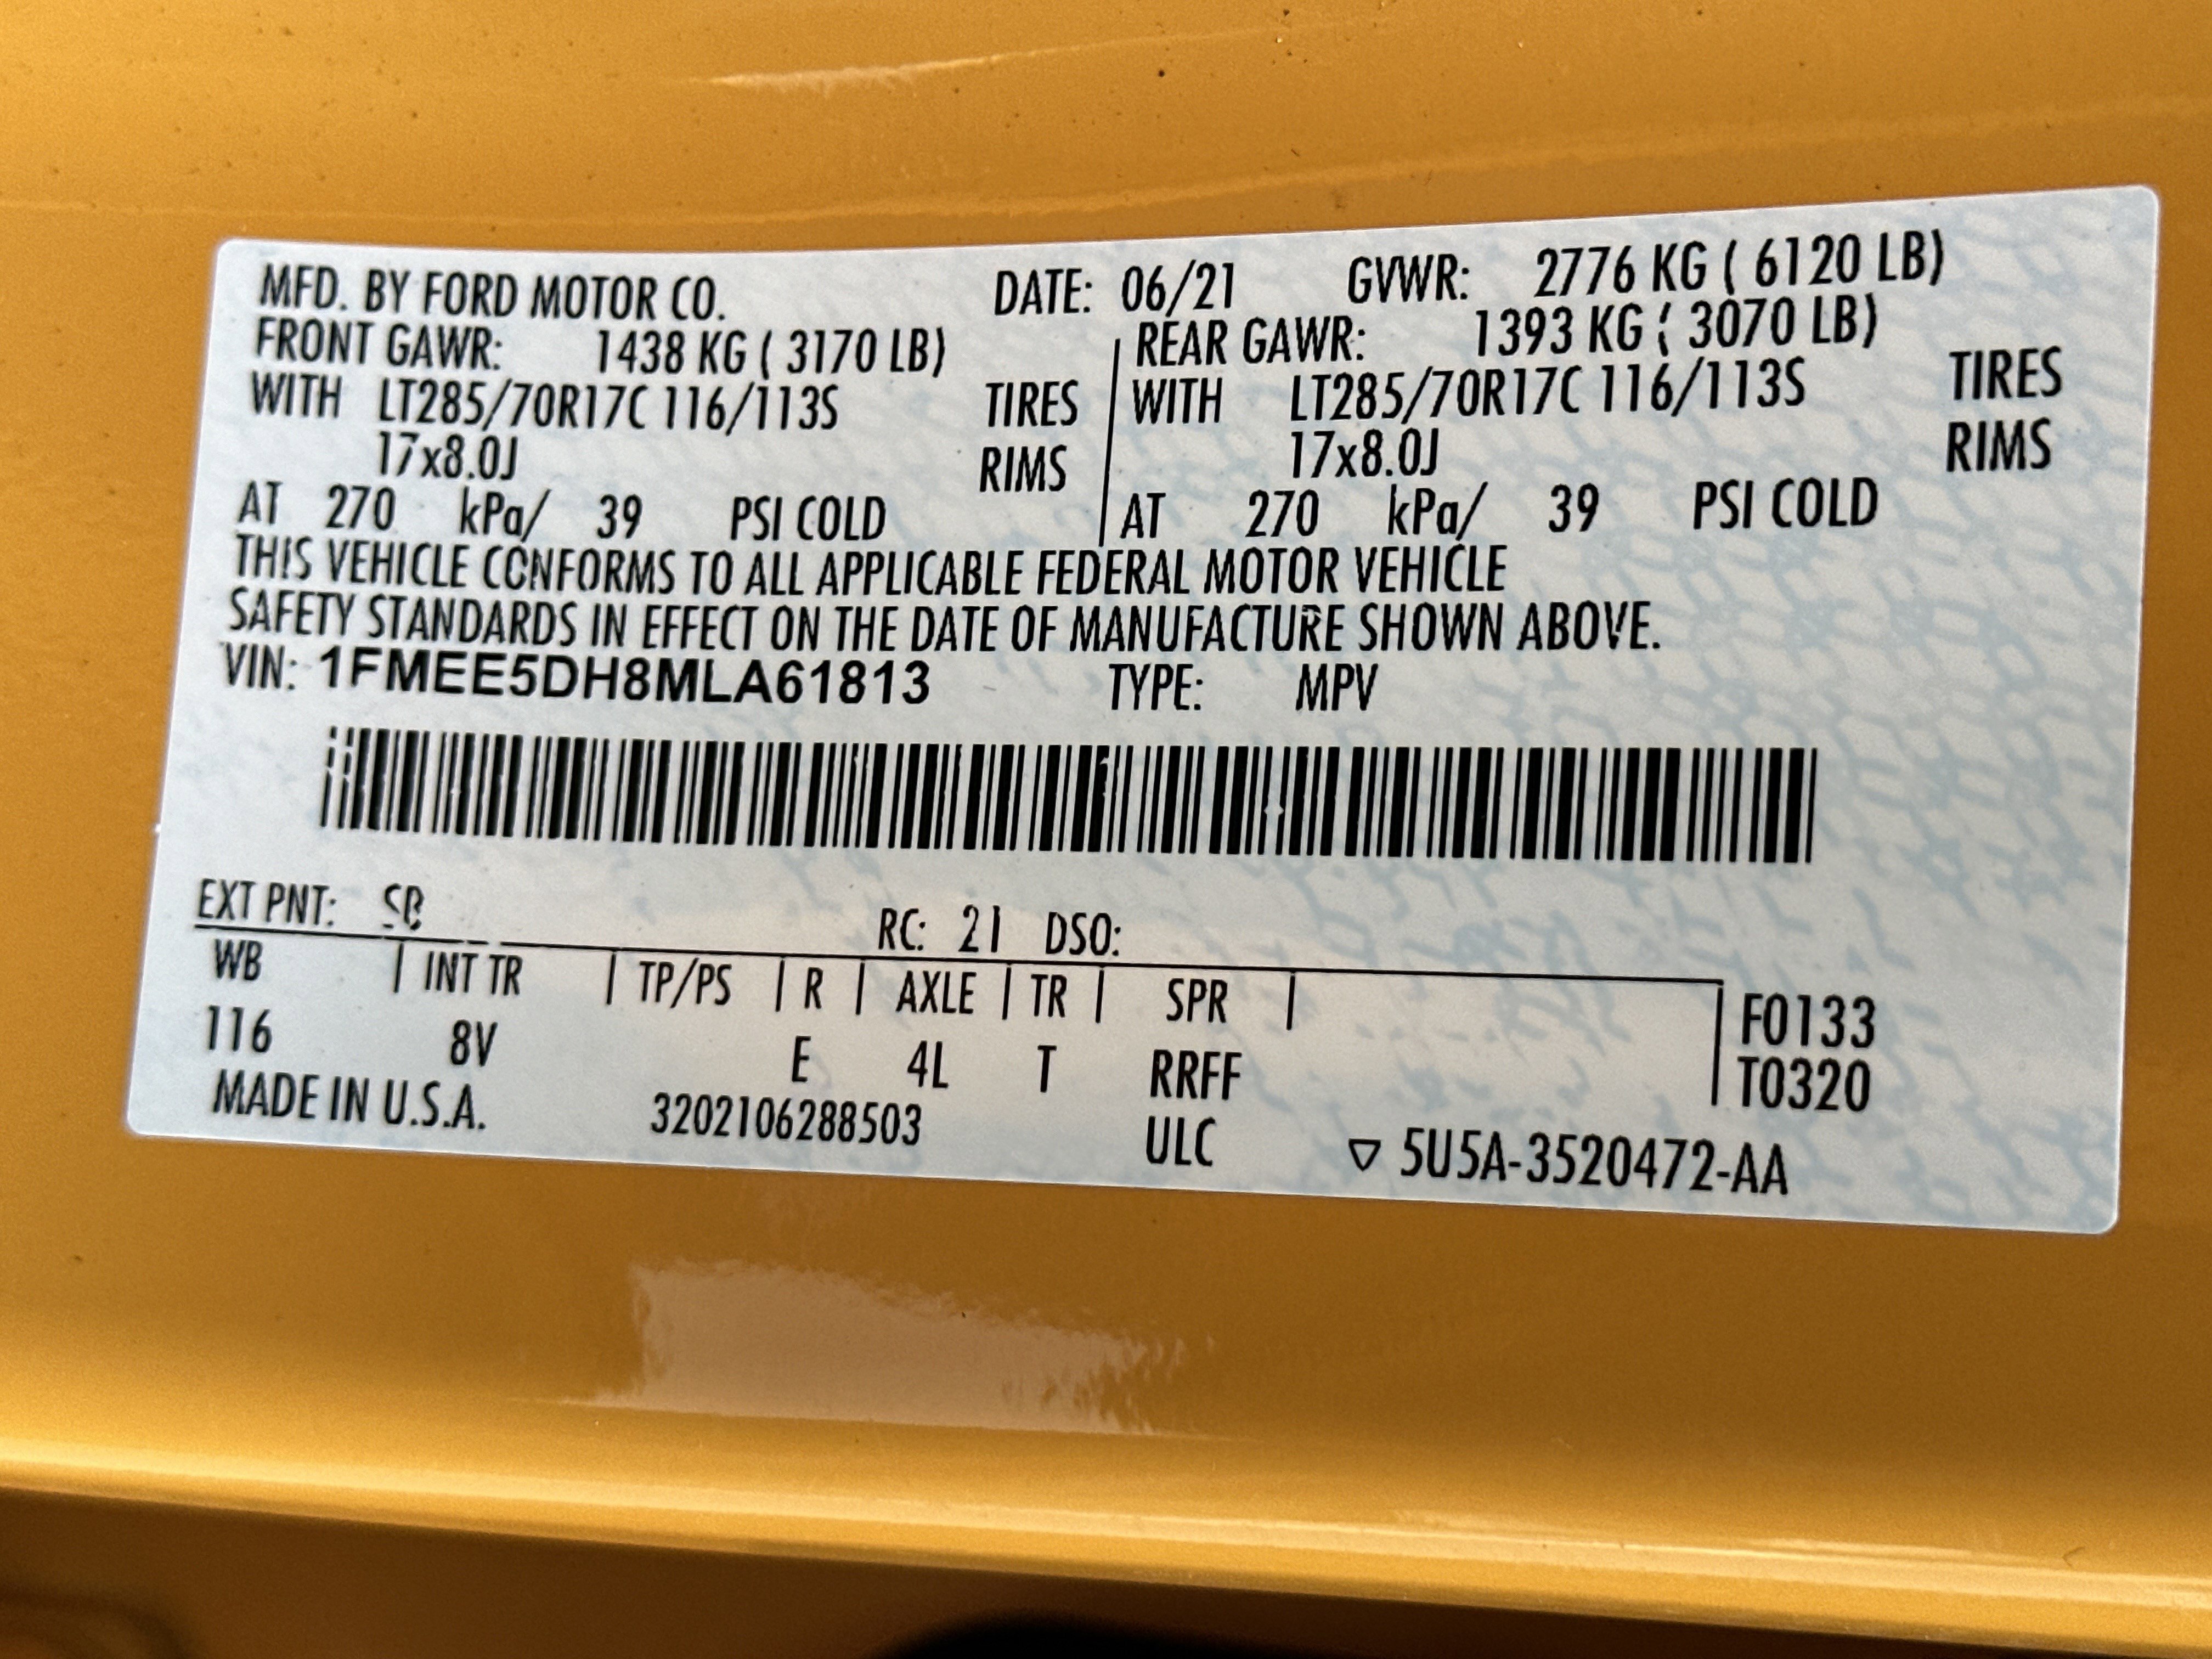 MFD. BY FORD MOTOR CO. DATE: 06/21 GVWR: 2776 KG ( 6120 LB)
FRONT GAWR: 1438 KG ( 3170 LB) REAR GAWR: 1393 KG ( 3070 LB)
WITH LT285/70R17C 116/113S TIRES WITH LT285/70R17C 116/113S TIRES
17x8.0J RIMS 17x8.0J RIMS
AT 270 kPa/ 39 PSI COLD AT 270 kPa/ 39 PSI COLD
THIS VEHICLE CONFORMS TO ALL APPLICABLE FEDERAL MOTOR VEHICLE
SAFETY STANDARDS IN EFFECT ON THE DATE OF MANUFACTURE SHOWN ABOVE.
VIN: 1FMEE5DH8MLA61813 TYPE: MPV
EXT PNT: RC: 21 DSO:
WB | INT TR | TP/PS | R | AXLE | TR | SPR | F0133
116 8V E 4L T RRFF T0320
MADE IN U.S.A. 3202106288503 ULC ▽ 5U5A-3520472-AA